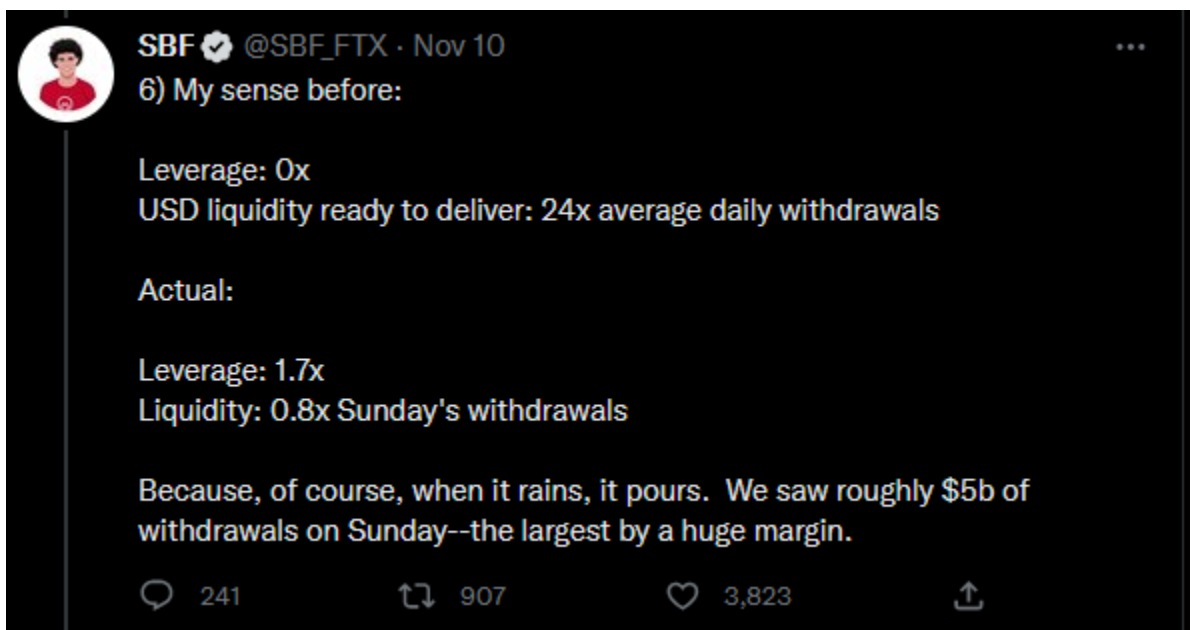 SBF @SBF_FTX · Nov 10
6) My sense before:
Leverage: 0x
USD liquidity ready to deliver: 24x average daily withdrawals
Actual:
Leverage: 1.7x
Liquidity: 0.8x Sunday's withdrawals
Because, of course, when it rains, it pours.  We saw roughly $5b of
withdrawals on Sunday--the largest by a huge margin.
241 907 3,823